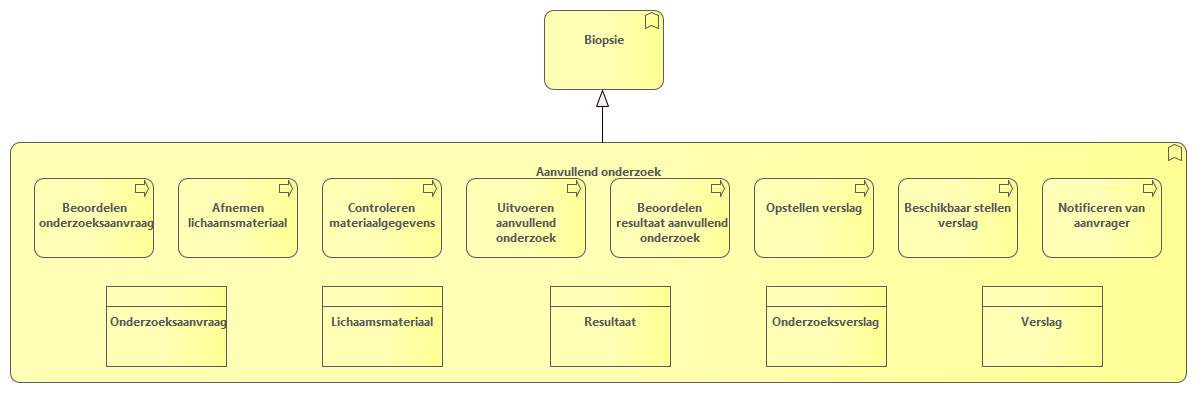 Biopsie
Aanvullend onderzoek
Beoordelen
onderzoeksaanvraag
Afnemen
lichaamsmateriaal
Controleren
materiaalgegevens
Uitvoeren
aanvullend
onderzoek
Beoordelen
resultaat aanvullend
onderzoek
Opstellen verslag
Beschikbaar stellen
verslag
Notificeren van
aanvrager
Onderzoeksaanvraag
Lichaamsmateriaal
Resultaat
Onderzoeksverslag
Verslag